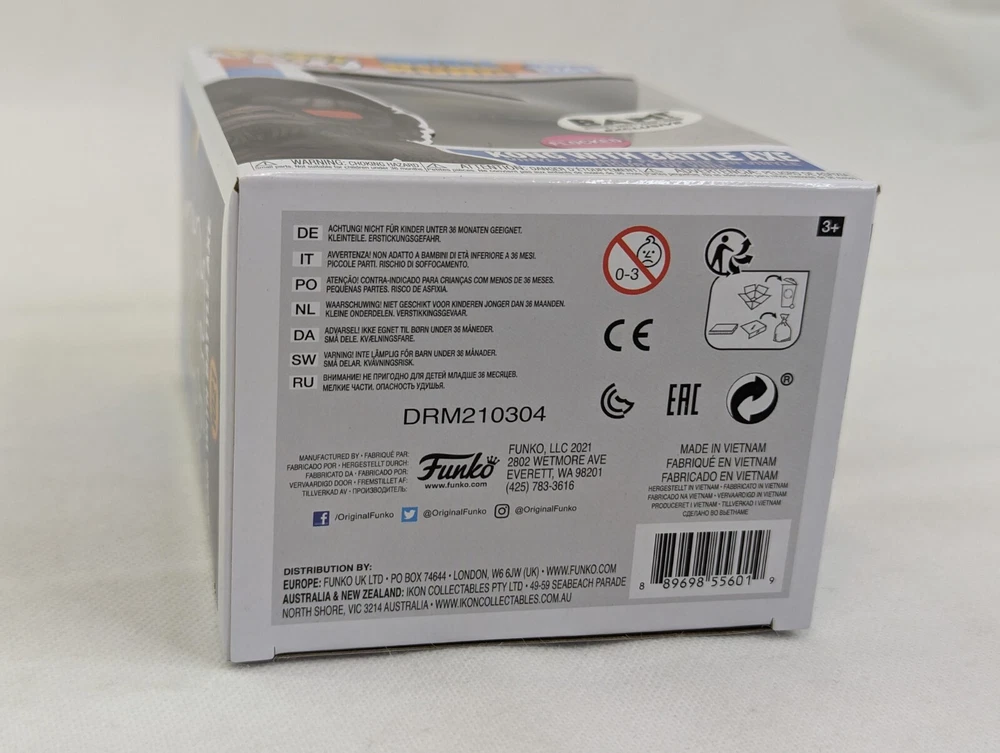 FLOCKED
WITH BATTLE AXE
WARNING: CHOKING HAZARD
3+
DE ACHTUNG! NICHT FÜR KINDER UNTER 36 MONATEN GEEIGNET.
KLEINTEILE. ERSTICKUNGSGEFAHR.
IT AVVERTENZA! NON ADATTO A BAMBINI DI ETÀ INFERIORE A 36 MESI.
PICCOLE PARTI. RISCHIO DI SOFFOCAMENTO.
PO ATENÇÃO! CONTRA-INDICADO PARA CRIANÇAS COM MENOS DE 36 MESES.
PEQUENAS PARTES. RISCO DE ASFIXIA.
NL WAARSCHUWING! NIET GESCHIKT VOOR KINDEREN JONGER DAN 36 MAANDEN.
KLEINE ONDERDELEN. VERSTIKKINGSGEVAAR.
DA ADVARSEL! IKKE EGNET TIL BØRN UNDER 36 MÅNEDER.
SMÅ DELE. KVÆLNINGSFARE.
SW VARNING! INTE LÄMPLIG FÖR BARN UNDER 36 MÅNADER.
SMÅ DELAR. KVÄVNINGSRISK.
RU ВНИМАНИЕ! НЕ ПРИГОДНО ДЛЯ ДЕТЕЙ МЛАДШЕ 36 МЕСЯЦЕВ.
МЕЛКИЕ ЧАСТИ. ОПАСНОСТЬ УДУШЬЯ.
0-3
CE
EAC
®
DRM210304
MANUFACTURED BY • FABRIQUÉ PAR:
FABRICADO POR • HERGESTELLT DURCH:
FABBRICATO DA • FABRICADO POR:
VERVAARDIGD DOOR • FREMSTILLET AF:
TILLVERKAD AV • ПРОИЗВОДИТЕЛЬ:
Funko
www.funko.com
FUNKO, LLC 2021
2802 WETMORE AVE
EVERETT, WA 98201
(425) 783-3616
MADE IN VIETNAM
FABRIQUÉ EN VIETNAM
FABRICADO EN VIETNAM
HERGESTELLT IN VIETNAM • FABBRICATO IN VIETNAM
FABRICADO NA VIETNAM • VERVAARDIGD IN VIETNAM
PRODUCERET I VIETNAM • TILLVERKAD I VIETNAM
СДЕЛАНО ВО ВЬЕТНАМЕ
/OriginalFunko @OriginalFunko @OriginalFunko
DISTRIBUTION BY:
EUROPE: FUNKO UK LTD • PO BOX 74644 • LONDON, W6 6JW (UK) • WWW.FUNKO.COM
AUSTRALIA & NEW ZEALAND: IKON COLLECTABLES PTY LTD • 49-59 SEABEACH PARADE
NORTH SHORE, VIC 3214 AUSTRALIA • WWW.IKONCOLLECTABLES.COM.AU
8 89698 55601 9